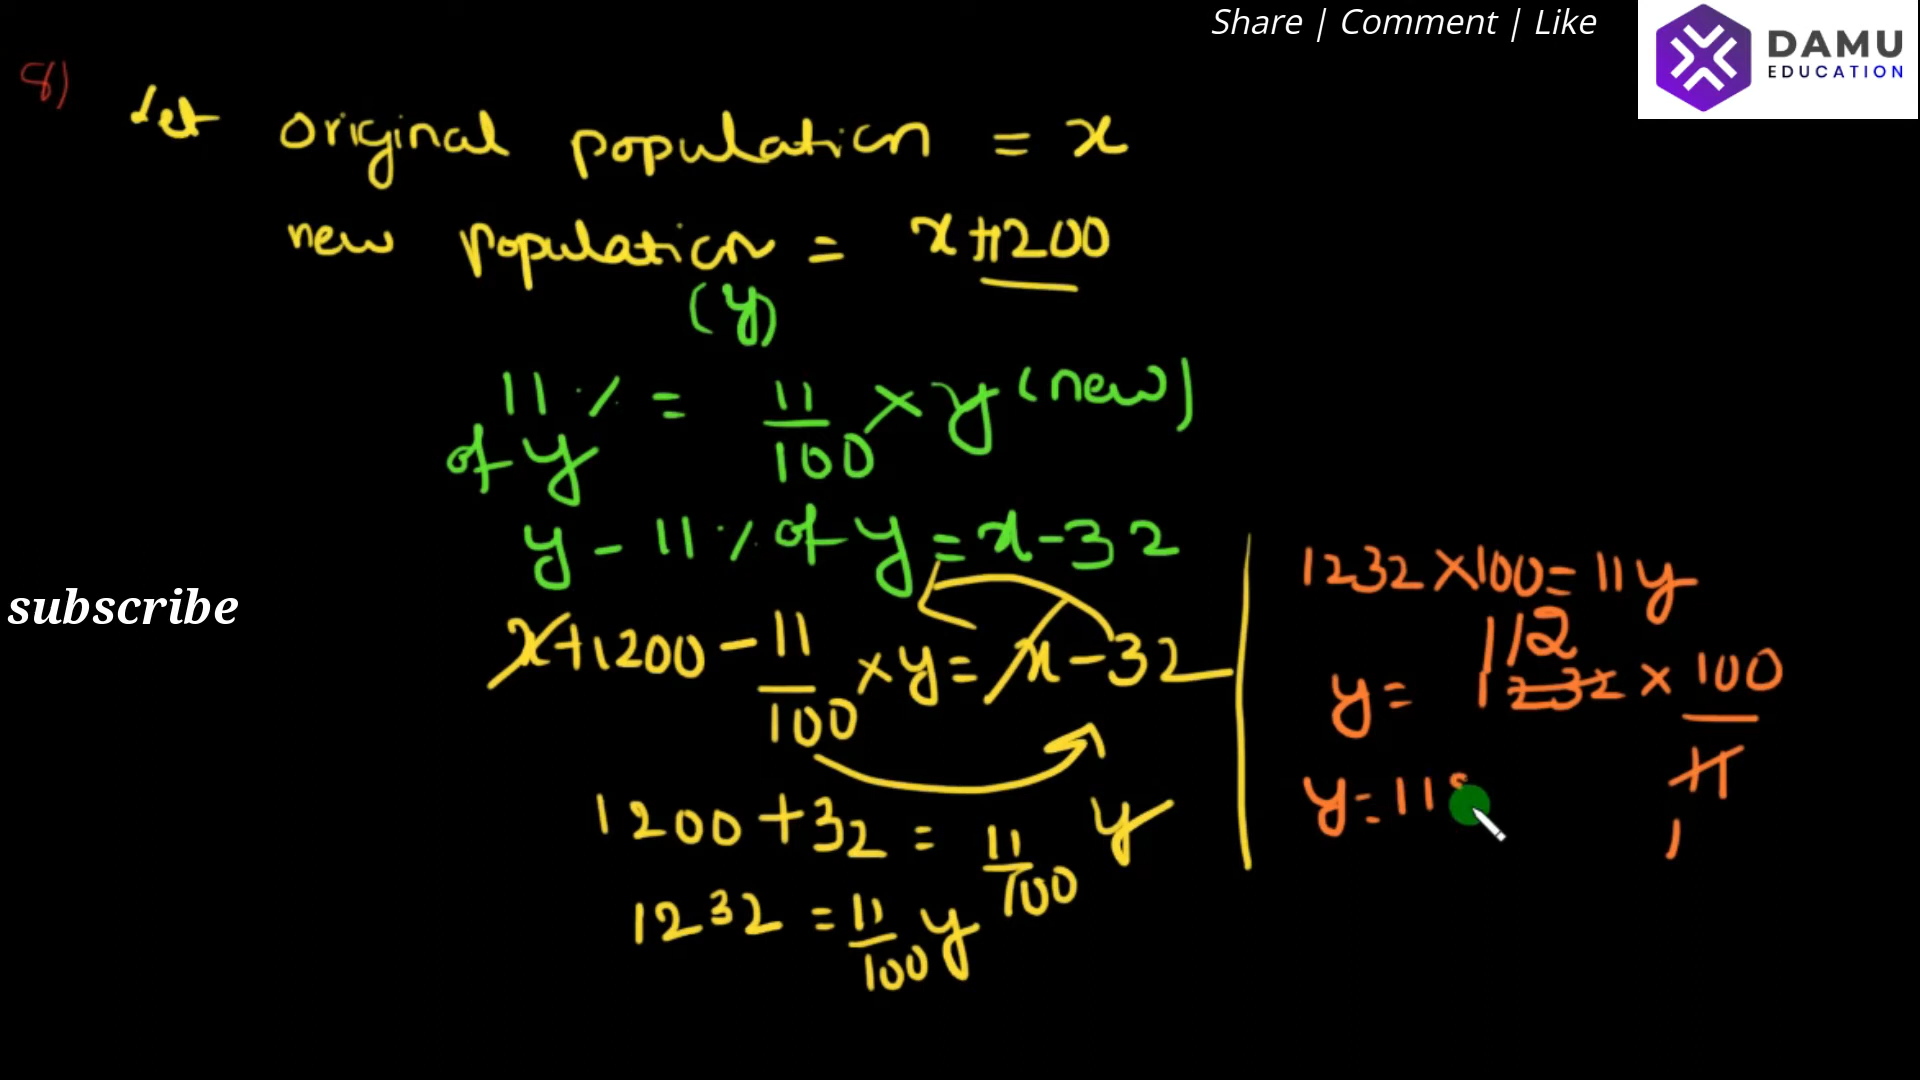 Share | Comment | Like
DAMU
EDUCATION
8)
let original population = x
new population = x+1200
(y)
11% of y = 11/100 × y (new)
y - 11% of y = x - 32
x+1200 - 11/100 × y = x - 32
1200 + 32 = 11/100 y
1232 = 11/100 y
subscribe
1232 × 100 = 11y
112
y = 1232 × 100 / 11
1
y = 11